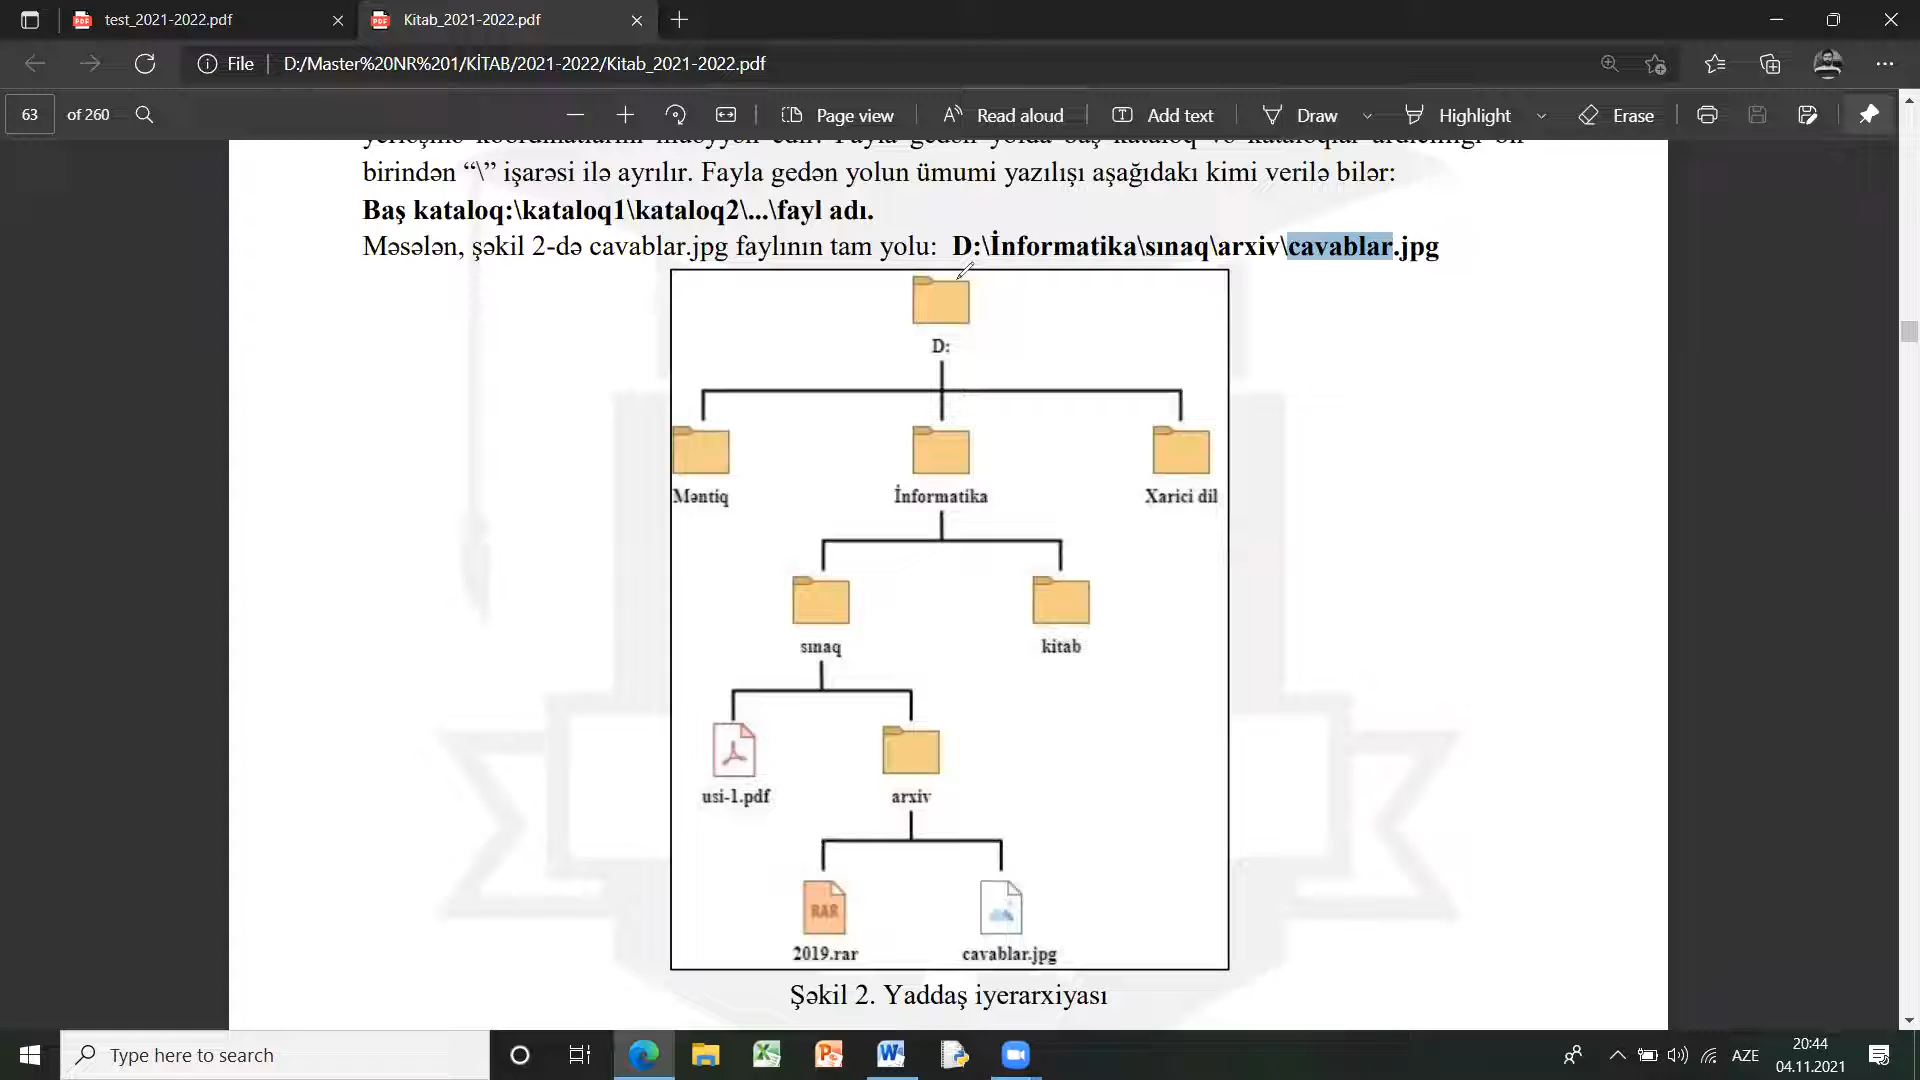 test_2021-2022.pdf
Kitab_2021-2022.pdf
File
D:/Master%20NR%201/KİTAB/2021-2022/Kitab_2021-2022.pdf
63 of 260
Page view
Read aloud
Add text
Draw
Highlight
Erase
birindən “\” işarəsi ilə ayrılır. Fayla gedən yolun ümumi yazılışı aşağıdakı kimi verilə bilər:
Baş kataloq:\kataloq1\kataloq2\...\fayl adı.
Məsələn, şəkil 2-də cavablar.jpg faylının tam yolu: D:\İnformatika\sınaq\arxiv\cavablar.jpg
D:
Məntiq
İnformatika
Xarici dil
sınaq
kitab
usi-1.pdf
arxiv
RAR
2019.rar
cavablar.jpg
Şəkil 2. Yaddaş iyerarxiyası
Type here to search
AZE
20:44
04.11.2021